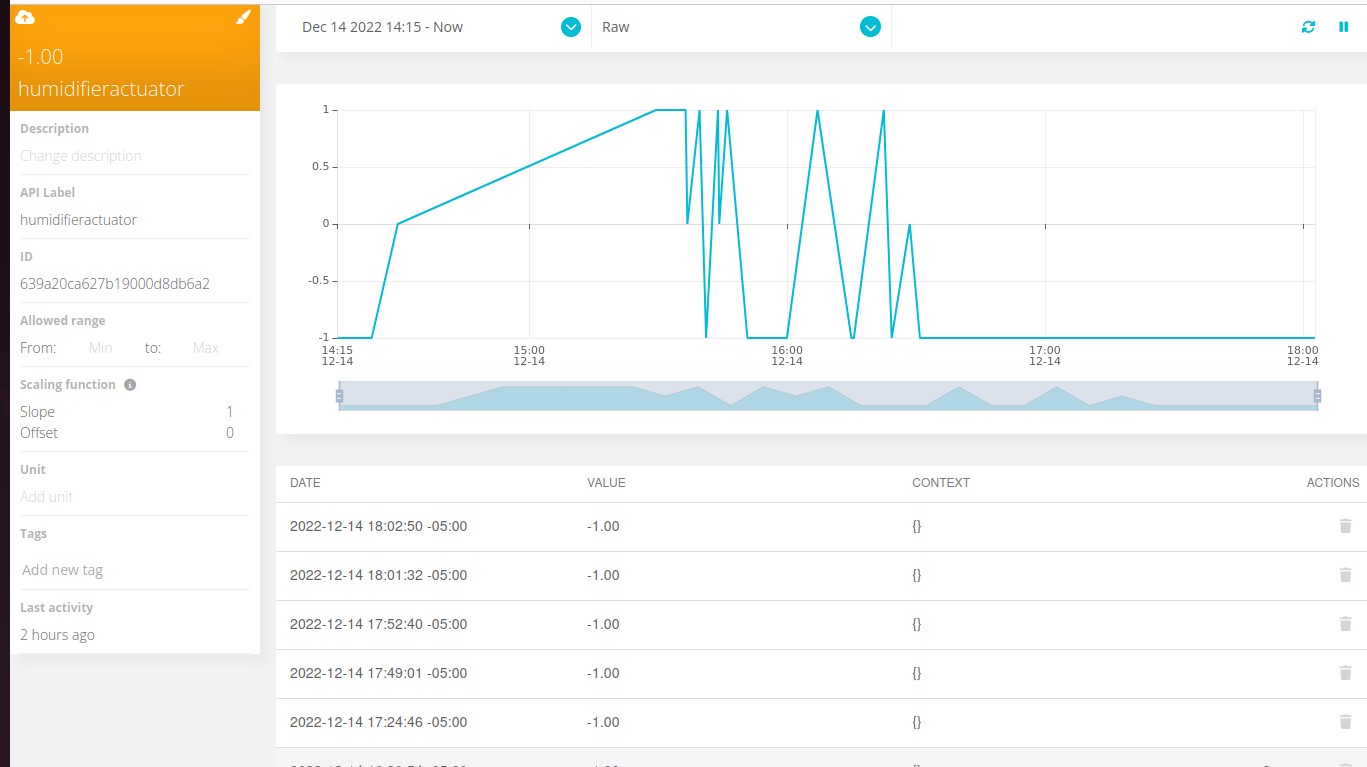 -1.00
humidifieractuator
Description
Change description
API Label
humidifieractuator
ID
639a20ca627b19000d8db6a2
Allowed range
From: Min to: Max
Scaling function
Slope 1
Offset 0
Unit
Add unit
Tags
Add new tag
Last activity
2 hours ago
Dec 14 2022 14:15 - Now Raw
1
0.5
0
-0.5
-1
14:15 15:00 16:00 17:00 18:00
12-14 12-14 12-14 12-14 12-14
DATE VALUE CONTEXT ACTIONS
2022-12-14 18:02:50 -05:00 -1.00 {}
2022-12-14 18:01:32 -05:00 -1.00 {}
2022-12-14 17:52:40 -05:00 -1.00 {}
2022-12-14 17:49:01 -05:00 -1.00 {}
2022-12-14 17:24:46 -05:00 -1.00 {}